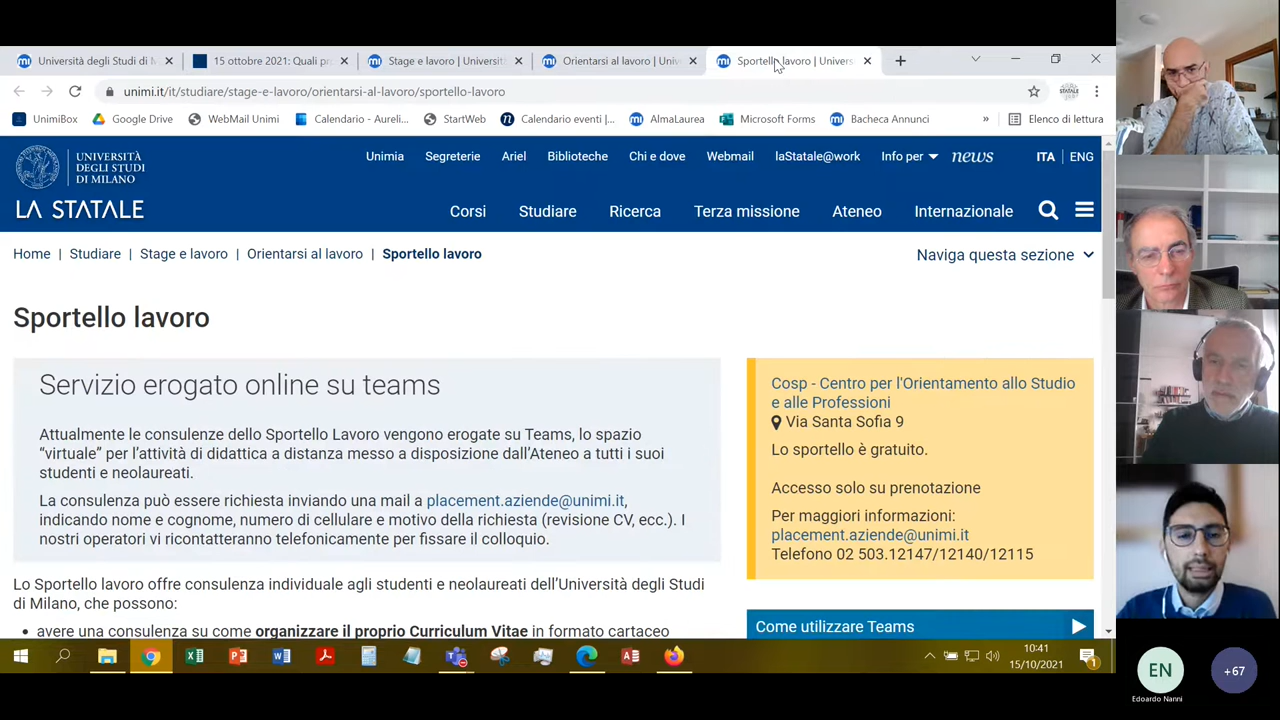 Università degli Studi di M
15 ottobre 2021: Quali pr
Stage e lavoro | Universit
Orientarsi al lavoro | Univ
Sportello lavoro | Univers
unimi.it/it/studiare/stage-e-lavoro/orientarsi-al-lavoro/sportello-lavoro
UnimiBox
Google Drive
WebMail Unimi
Calendario - Aureli...
StartWeb
Calendario eventi |...
AlmaLaurea
Microsoft Forms
Bacheca Annunci
»
Elenco di lettura
UNIVERSITÀ
DEGLI STUDI
DI MILANO
LA STATALE
Unimia Segreterie Ariel Biblioteche Chi e dove Webmail laStatale@work Info per news ITA | ENG
Corsi Studiare Ricerca Terza missione Ateneo Internazionale
Home | Studiare | Stage e lavoro | Orientarsi al lavoro | Sportello lavoro
Naviga questa sezione
Sportello lavoro
Servizio erogato online su teams
Attualmente le consulenze dello Sportello Lavoro vengono erogate su Teams, lo spazio
“virtuale” per l’attività di didattica a distanza messo a disposizione dall’Ateneo a tutti i suoi
studenti e neolaureati.
La consulenza può essere richiesta inviando una mail a placement.aziende@unimi.it,
indicando nome e cognome, numero di cellulare e motivo della richiesta (revisione CV, ecc.). I
nostri operatori vi ricontatteranno telefonicamente per fissare il colloquio.
Lo Sportello lavoro offre consulenza individuale agli studenti e neolaureati dell’Università degli Studi
di Milano, che possono:
• avere una consulenza su come organizzare il proprio Curriculum Vitae in formato cartaceo
Cosp - Centro per l'Orientamento allo Studio
e alle Professioni
Via Santa Sofia 9
Lo sportello è gratuito.
Accesso solo su prenotazione
Per maggiori informazioni:
placement.aziende@unimi.it
Telefono 02 503.12147/12140/12115
Come utilizzare Teams
10:41
15/10/2021
EN
Edoardo Nanni
+67